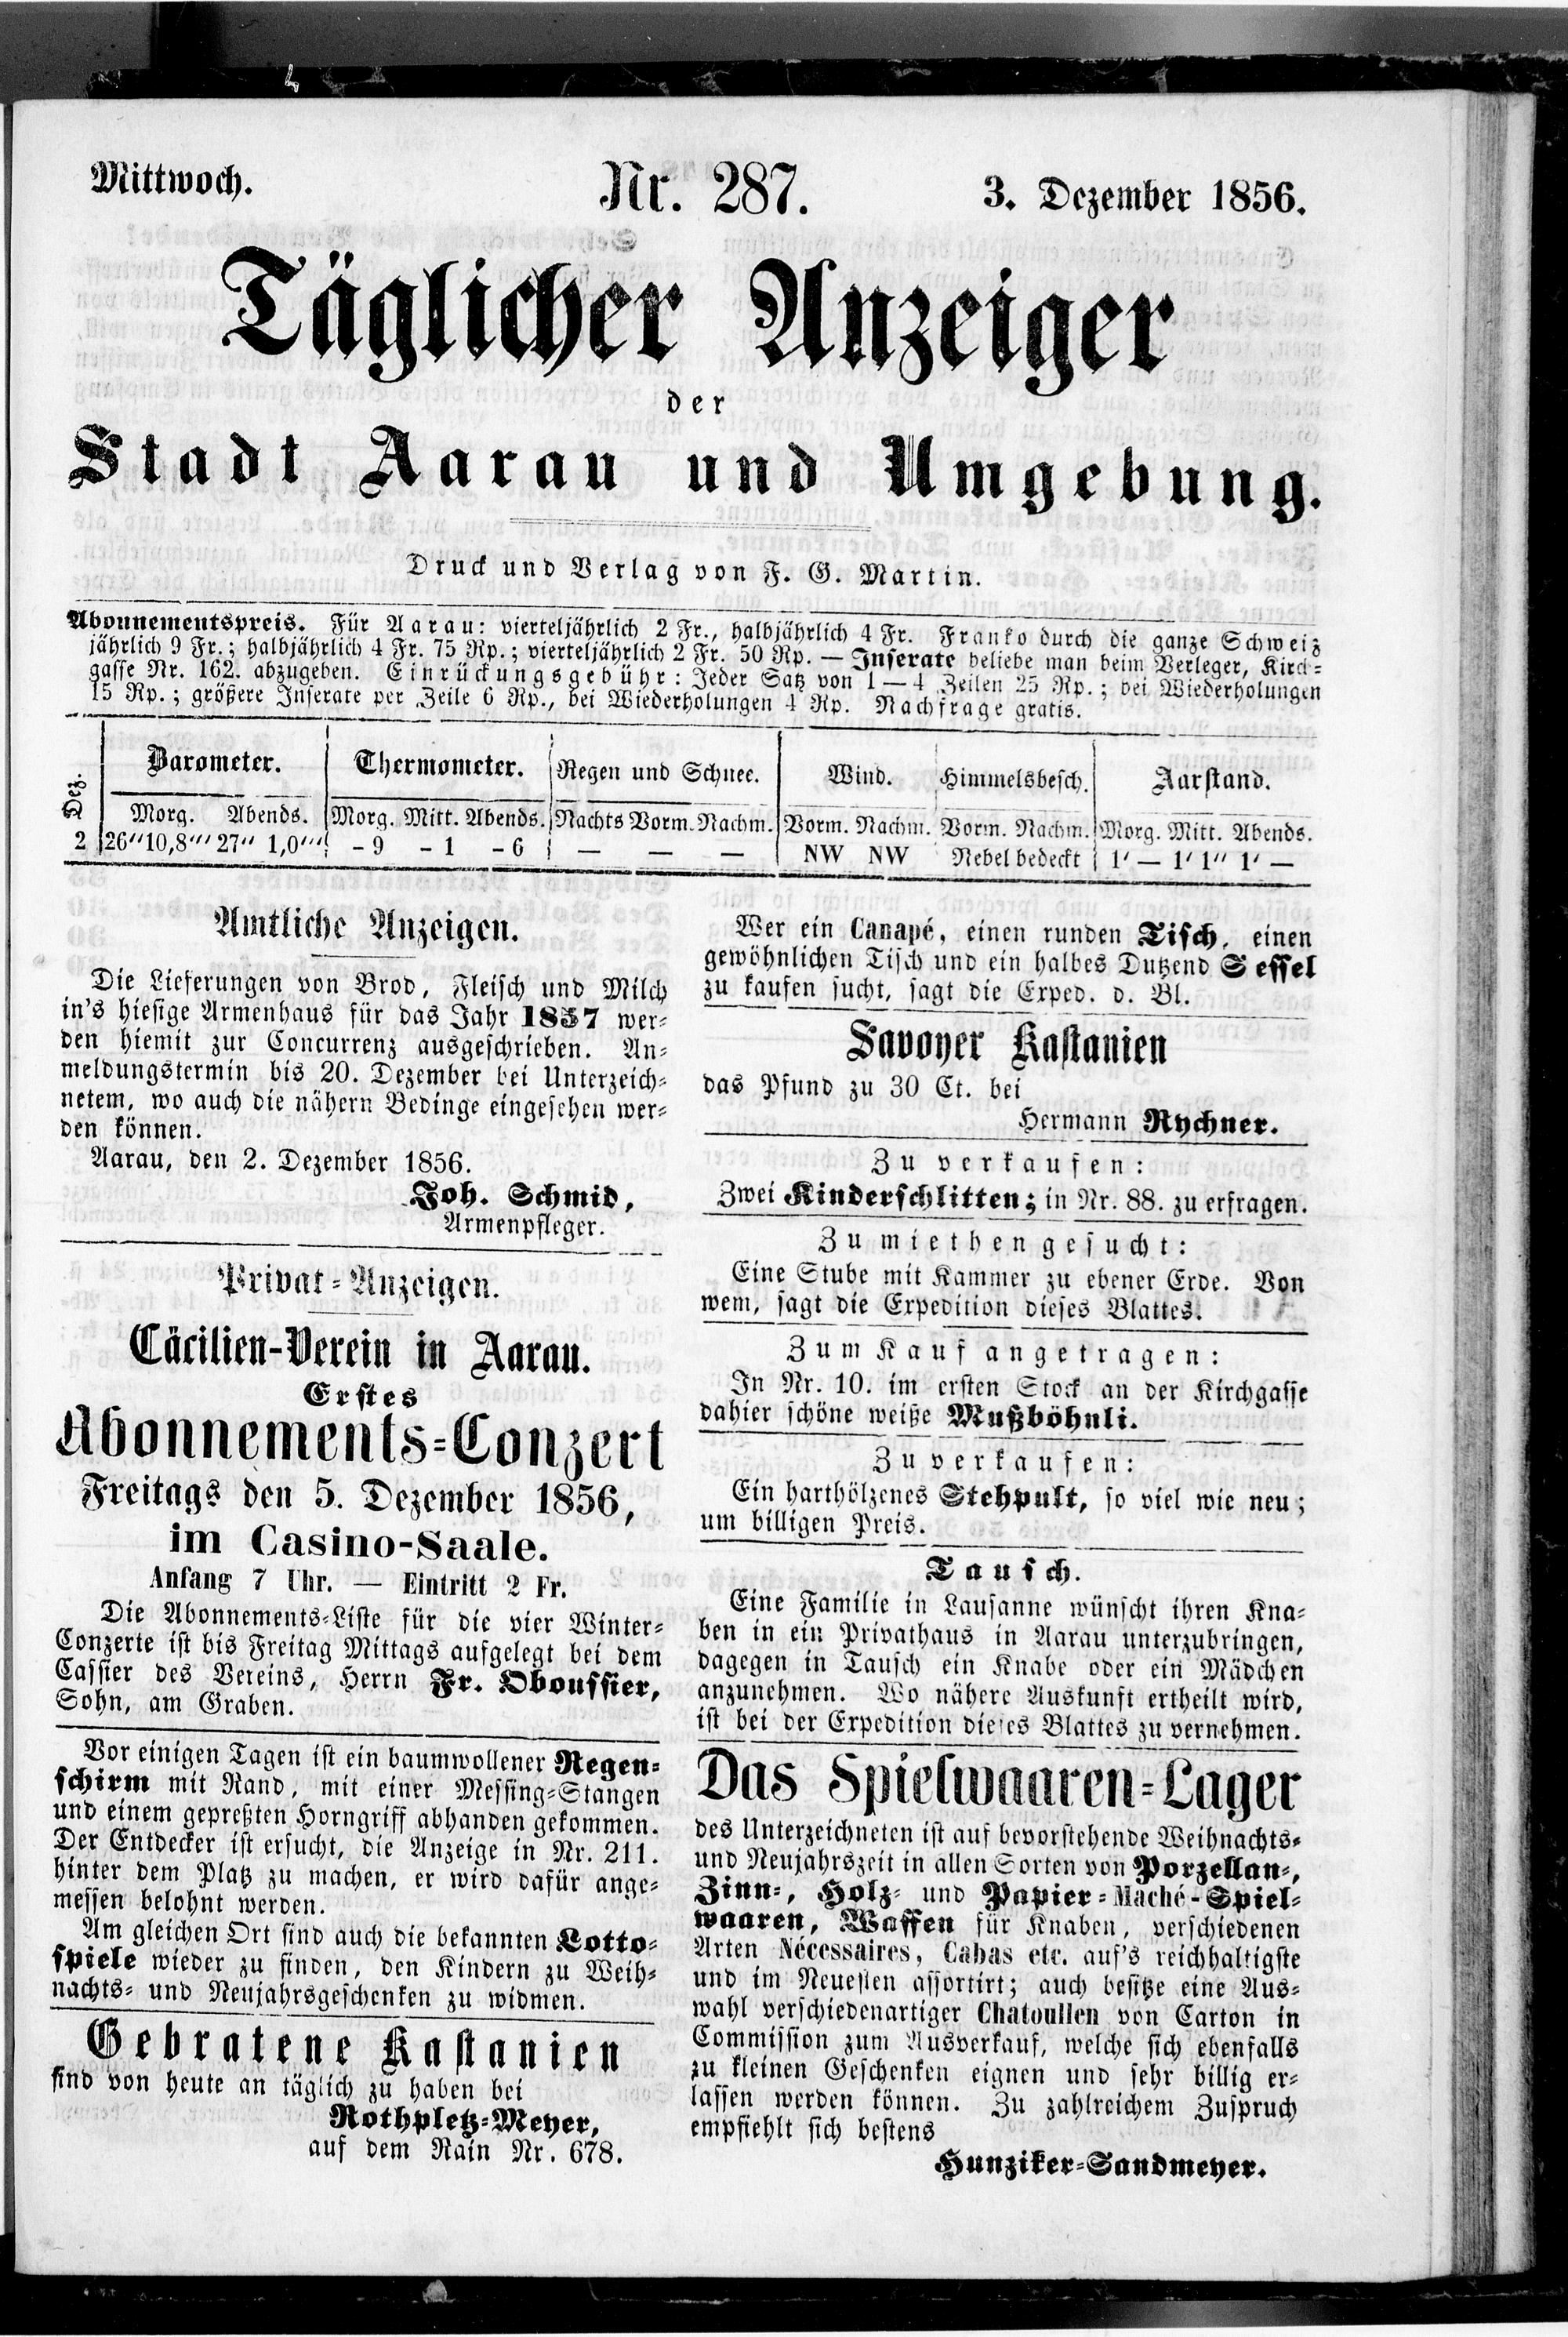 Mittwoch. Nr. 287. 3. Dezember 1856.
Täglicher Anzeiger
der
Stadt Aarau und Umgebung.
Druck und Verlag von F. G. Martin.
Abonnementspreis. Für Aarau: vierteljährlich 2 Fr., halbjährlich 4 Fr. Franko durch die ganze Schweiz
jährlich 9 Fr.; halbjährlich 4 Fr. 75 Rp.; vierteljährlich 2 Fr. 50 Rp. — Inserate beliebe man beim Verleger, Kirch-
gasse Nr. 162. abzugeben. Einrückungsgebühr: Jeder Satz von 1—4 Zeilen 25 Rp.; bei Wiederholungen
15 Rp.; größere Inserate per Zeile 6 Rp., bei Wiederholungen 4 Rp. Nachfrage gratis.
Dez. Barometer. Thermometer. Regen und Schnee. Wind. Himmelsbesch. Aarstand.
Morg. Abends. Morg. Mitt. Abends. Nachts Vorm. Nachm. Vorm. Nachm. Vorm. Nachm. Morg. Mitt. Abends.
2 26″10,8‴ 27″ 1,0‴ -9 -1 -6 — — — NW NW Nebel bedeckt 1′ — 1′ 1″ 1′ —
Amtliche Anzeigen.
Die Lieferungen von Brod, Fleisch und Milch
in's hiesige Armenhaus für das Jahr 1857 wer-
den hiemit zur Concurrenz ausgeschrieben. An-
meldungstermin bis 20. Dezember bei Unterzeich-
netem, wo auch die nähern Bedinge eingesehen wer-
den können.
Aarau, den 2. Dezember 1856.
Joh. Schmid,
Armenpfleger.
Privat-Anzeigen.
Cäcilien-Verein in Aarau.
Erstes
Abonnements-Conzert
Freitags den 5. Dezember 1856,
im Casino-Saale.
Anfang 7 Uhr. — Eintritt 2 Fr.
Die Abonnements-Liste für die vier Winter-
Conzerte ist bis Freitag Mittags aufgelegt bei dem
Cassier des Vereins, Herrn Fr. Oboussier,
Sohn, am Graben.
Vor einigen Tagen ist ein baumwollener Regen-
schirm mit Rand, mit einer Messing-Stangen
und einem gepreßten Horngriff abhanden gekommen.
Der Entdecker ist ersucht, die Anzeige in Nr. 211.
hinter dem Platz zu machen, er wird dafür ange-
messen belohnt werden.
Am gleichen Ort sind auch die bekannten Lotto-
spiele wieder zu finden, den Kindern zu Weih-
nachts- und Neujahrsgeschenken zu widmen.
Gebratene Kastanien
sind von heute an täglich zu haben bei
Rothpletz-Meyer,
auf dem Rain Nr. 678.
Wer ein Canapé, einen runden Tisch, einen
gewöhnlichen Tisch und ein halbes Dutzend Sessel
zu kaufen sucht, sagt die Exped. d. Bl.
Savoyer Kastanien
das Pfund zu 30 Ct. bei
Hermann Rychner.
Zu verkaufen:
Zwei Kinderschlitten; in Nr. 88. zu erfragen.
Zu miethen gesucht:
Eine Stube mit Kammer zu ebener Erde. Von
wem, sagt die Expedition dieses Blattes.
Zum Kauf angetragen:
In Nr. 10. im ersten Stock an der Kirchgasse
dahier schöne weiße Mußböhnli.
Zu verkaufen:
Ein harthölzenes Stehpult, so viel wie neu;
um billigen Preis.
Tausch.
Eine Familie in Lausanne wünscht ihren Kna-
ben in ein Privathaus in Aarau unterzubringen,
dagegen in Tausch ein Knabe oder ein Mädchen
anzunehmen. Wo nähere Auskunft ertheilt wird,
ist bei der Expedition dieses Blattes zu vernehmen.
Das Spielwaaren-Lager
des Unterzeichneten ist auf bevorstehende Weihnachts-
und Neujahrszeit in allen Sorten von Porzellan-,
Zinn-, Holz- und Papier-Maché-Spiel-
waaren, Waffen für Knaben, verschiedenen
Arten Nécessaires, Cabas etc. auf's reichhaltigste
und im Neuesten assortirt; auch besitze eine Aus-
wahl verschiedenartiger Chatoullen von Carton in
Commission zum Ausverkauf, welche sich ebenfalls
zu kleinen Geschenken eignen und sehr billig er-
lassen werden können. Zu zahlreichem Zuspruch
empfiehlt sich bestens
Hunziker-Sandmeyer.